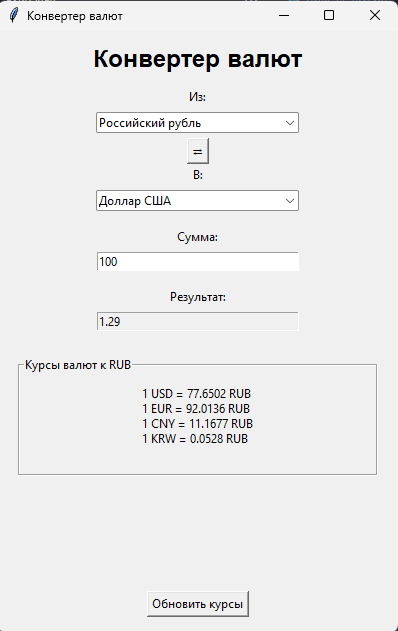 Конвертер валют
Конвертер валют
Из:
Российский рубль
⇌
В:
Доллар США
Сумма:
100
Результат:
1.29
Курсы валют к RUB
1 USD = 77.6502 RUB
1 EUR = 92.0136 RUB
1 CNY = 11.1677 RUB
1 KRW = 0.0528 RUB
Обновить курсы